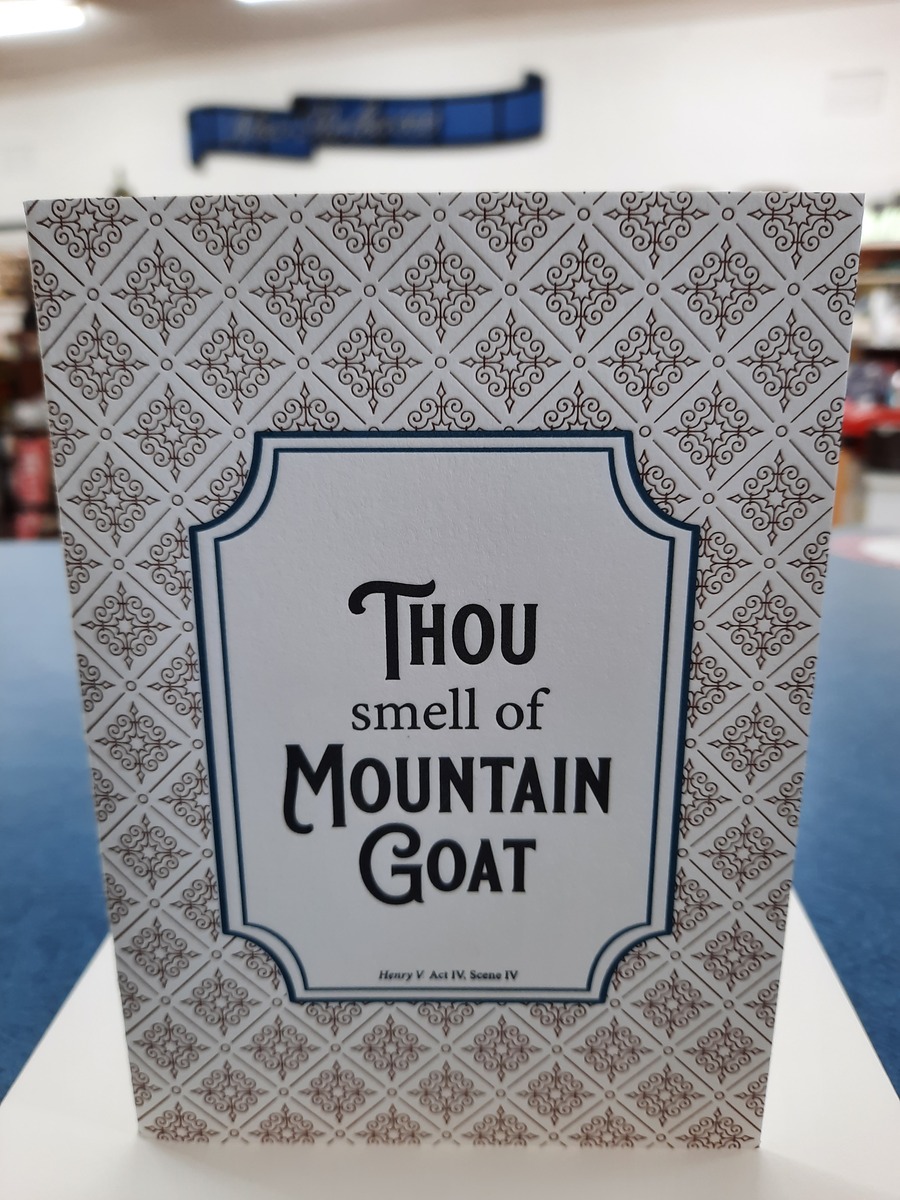 THOU
smell of
MOUNTAIN
GOAT
Henry V Act IV, Scene IV